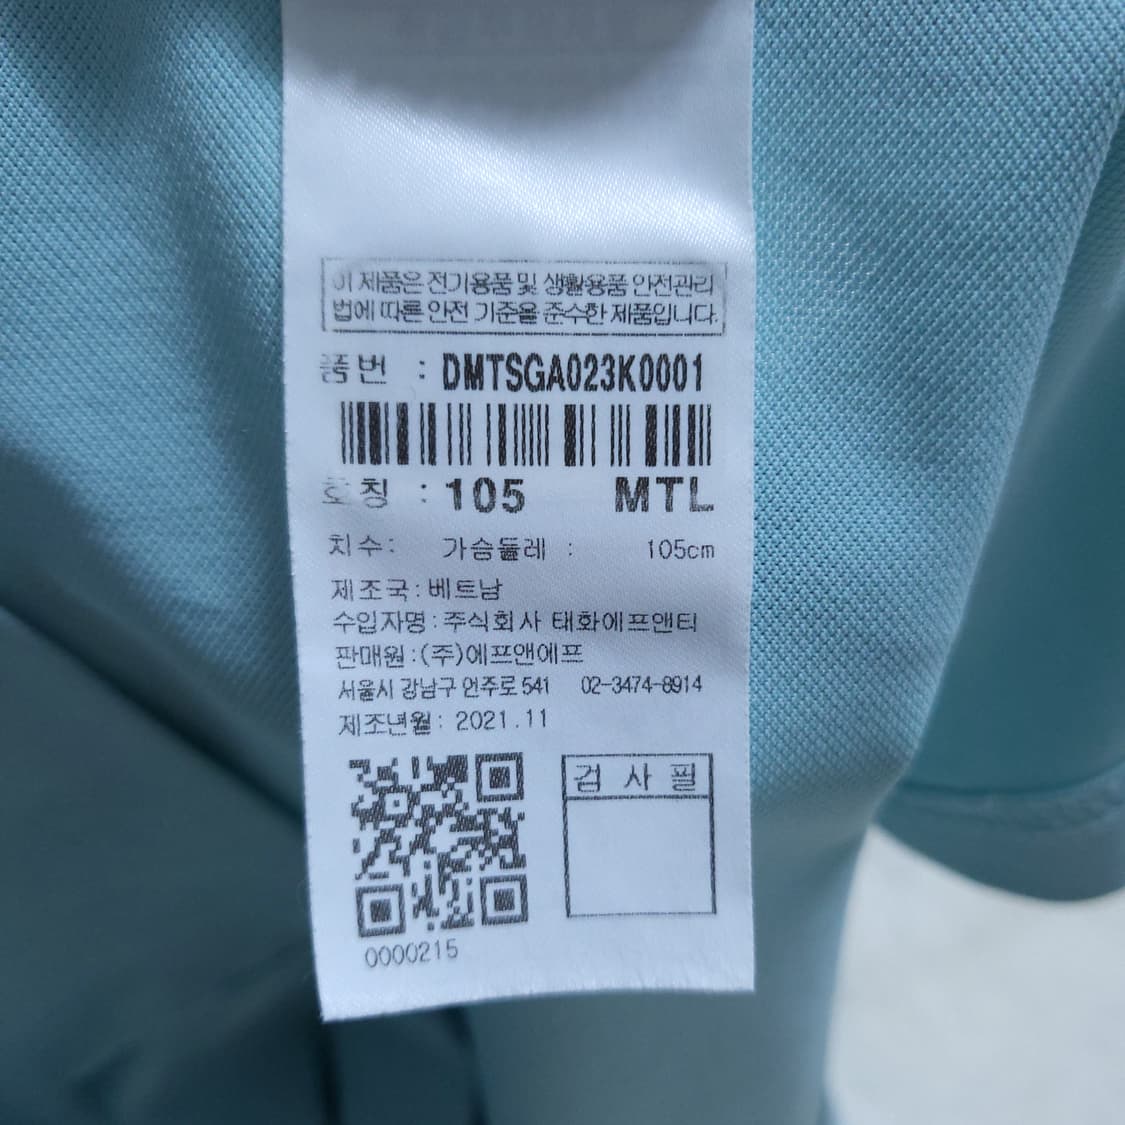 이 제품은 전기용품 및 생활용품 안전관리
법에 따른 안전 기준을 준수한 제품입니다.
품번 : DMTSGA023K0001
호칭 : 105 MTL
치수: 가슴둘레 : 105cm
제조국:베트남
수입자명:주식회사 태화에프앤티
판매원:(주)에프앤에프
서울시 강남구 언주로 541 02-3474-8914
제조년월: 2021.11
검 사 필
0000215